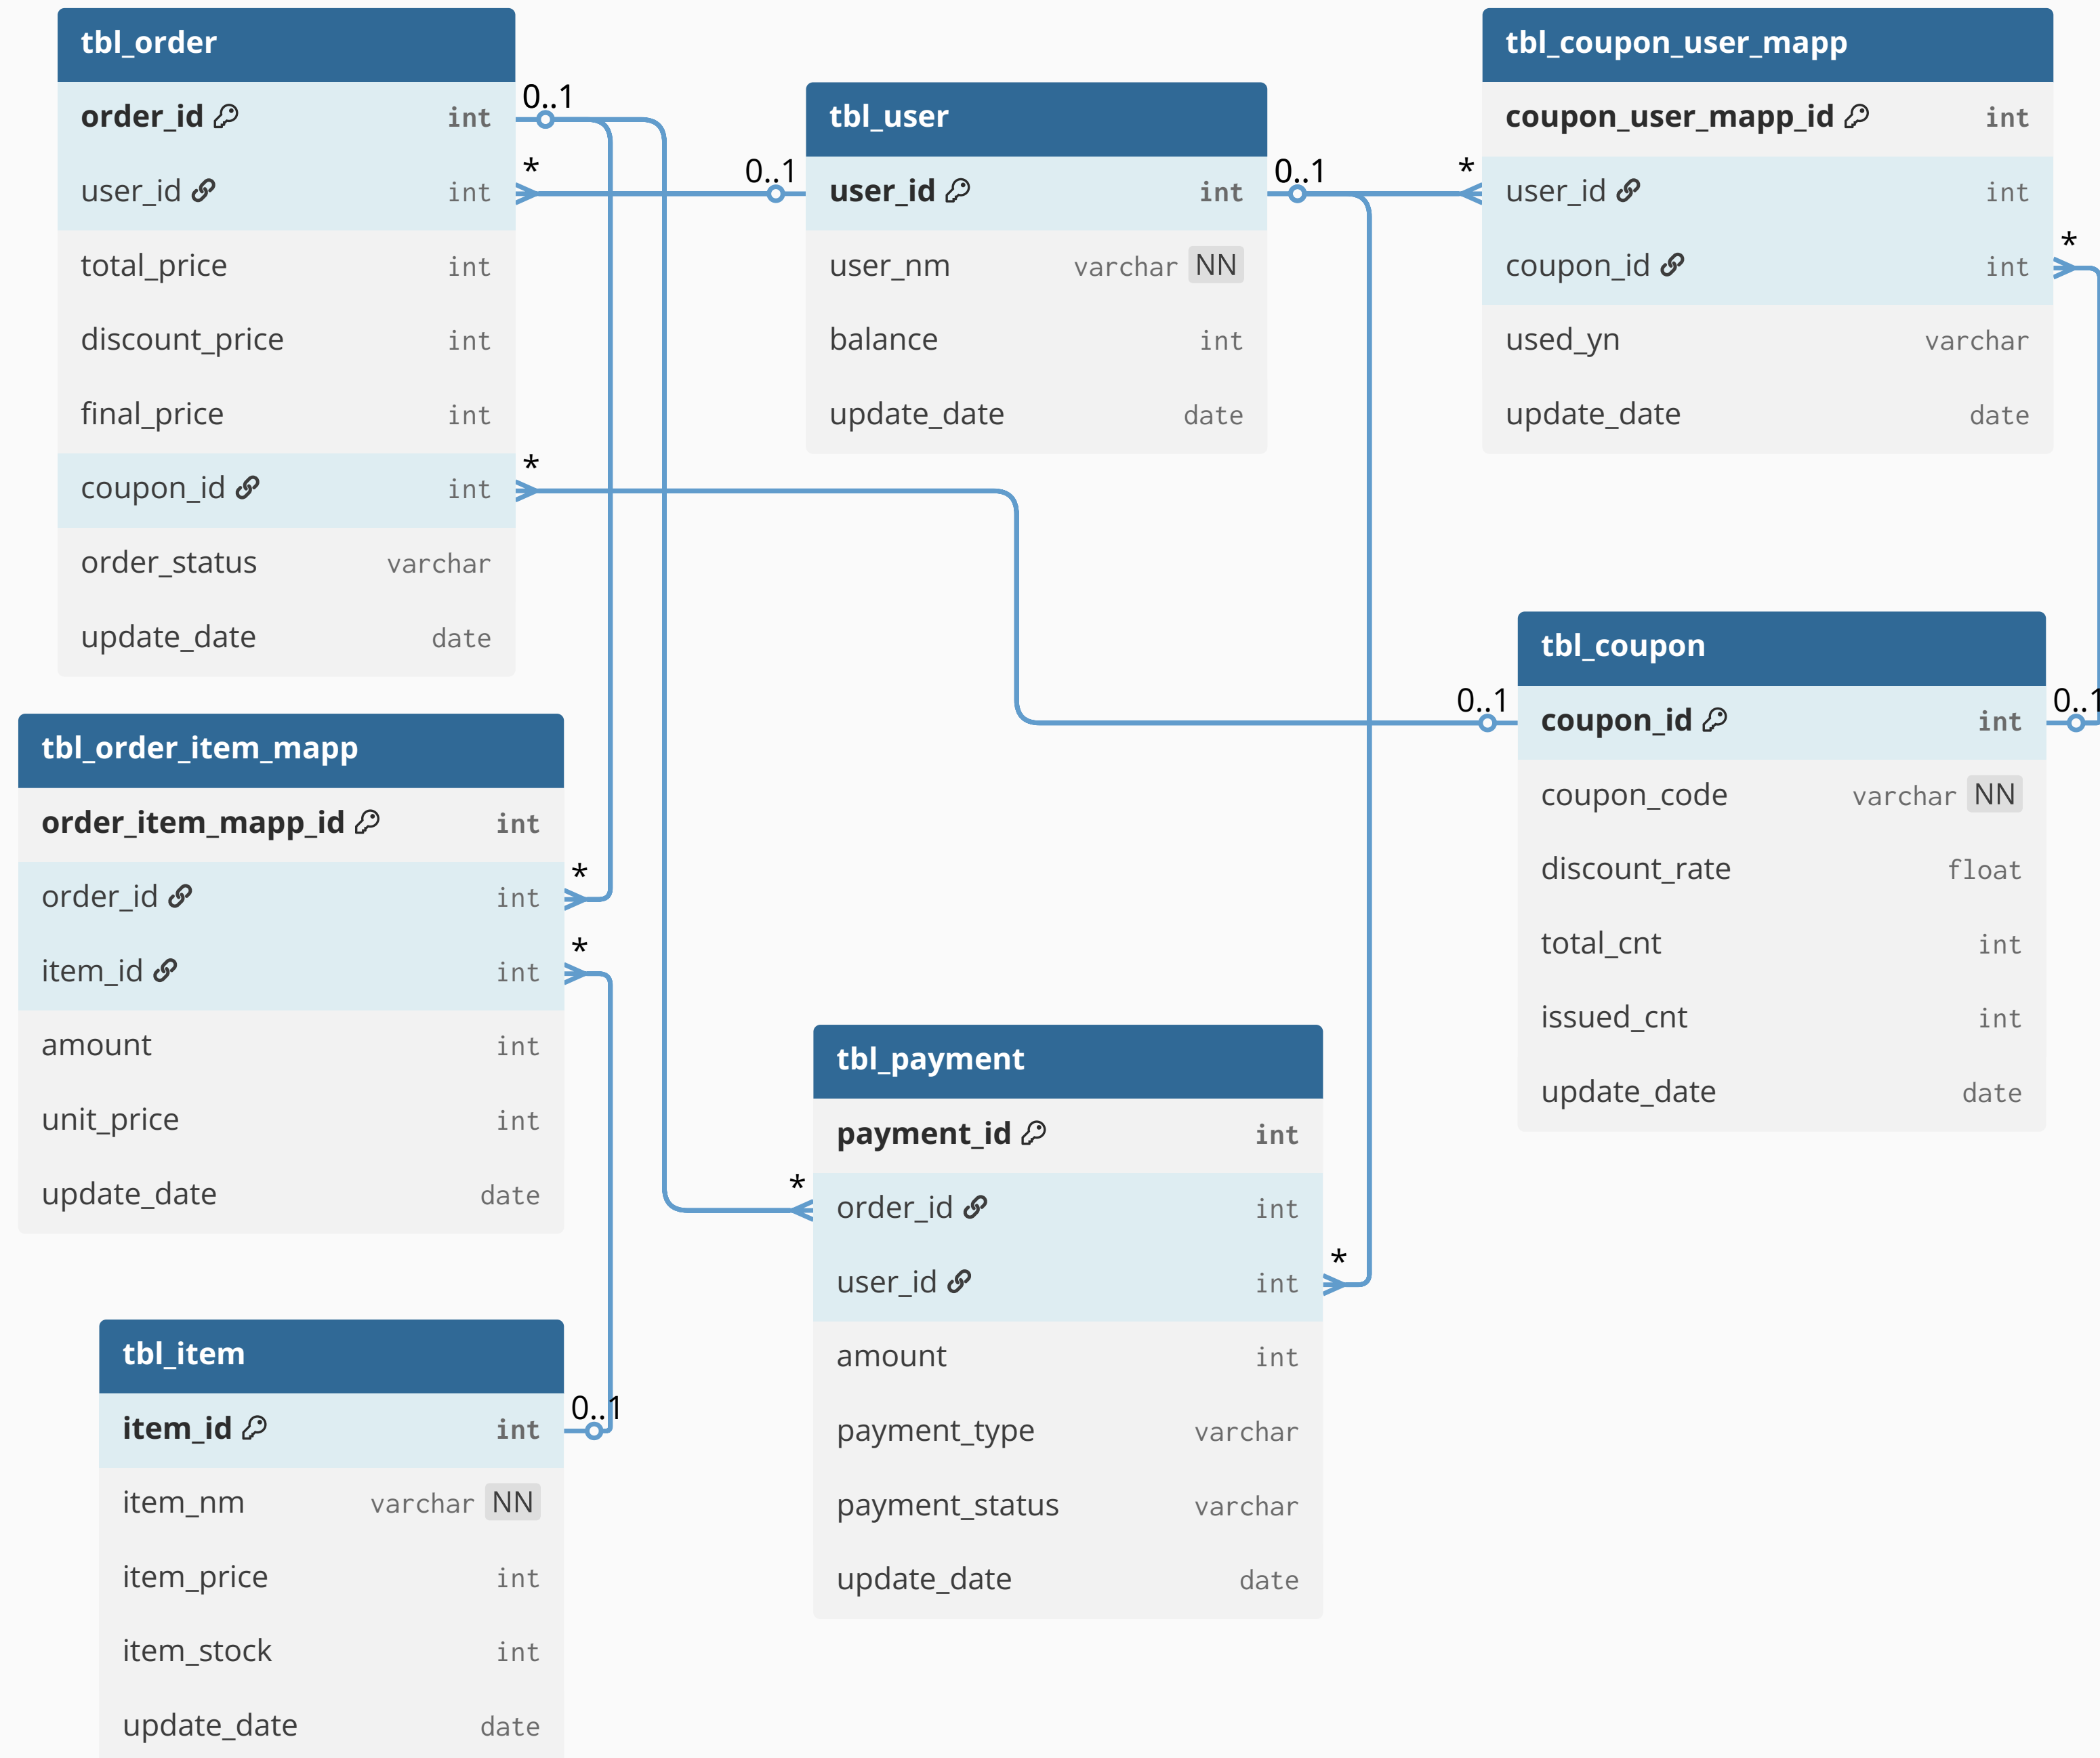 tbl_order
order_id int
user_id int
total_price int
discount_price int
final_price int
coupon_id int
order_status varchar
update_date date
0..1
*
*
tbl_user
user_id int
user_nm varchar NN
balance int
update_date date
0..1
0..1
tbl_coupon_user_mapp
coupon_user_mapp_id int
user_id int
coupon_id int
used_yn varchar
update_date date
*
*
tbl_order_item_mapp
order_item_mapp_id int
order_id int
item_id int
amount int
unit_price int
update_date date
*
*
tbl_coupon
coupon_id int
coupon_code varchar NN
discount_rate float
total_cnt int
issued_cnt int
update_date date
0..1
0..1
tbl_payment
payment_id int
order_id int
user_id int
amount int
payment_type varchar
payment_status varchar
update_date date
*
*
tbl_item
item_id int
item_nm varchar NN
item_price int
item_stock int
update_date date
0..1